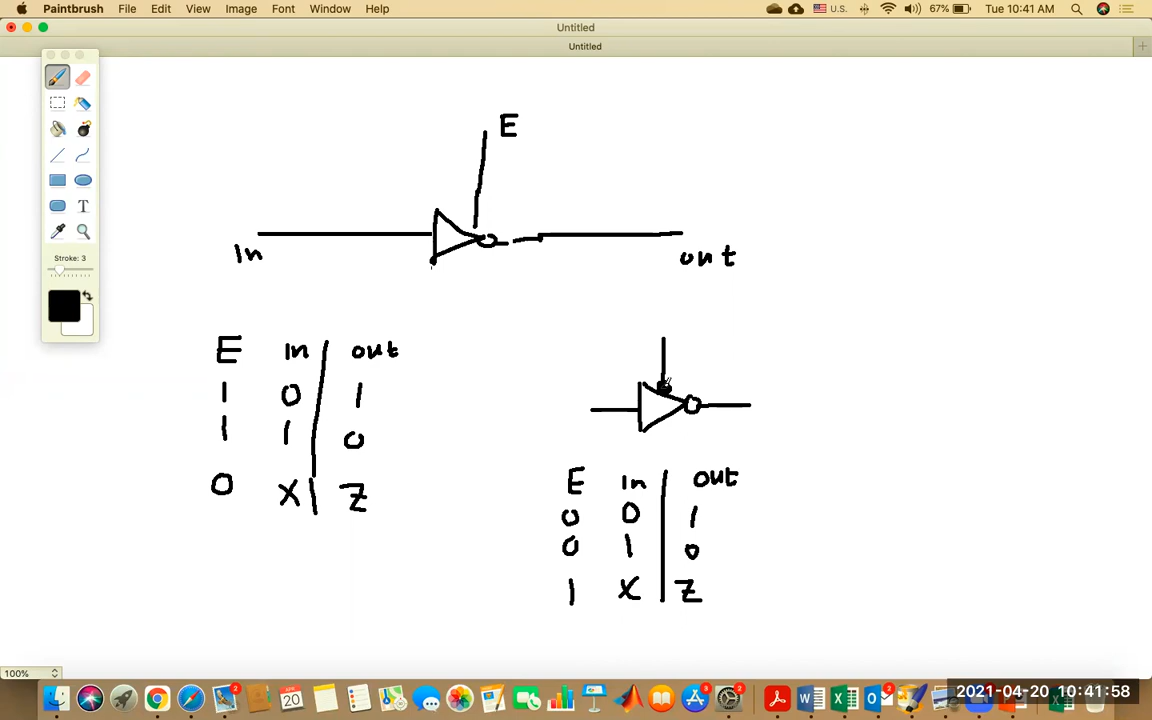 Paintbrush File Edit View Image Font Window Help U.S. 67% Tue 10:41 AM
Untitled
Untitled
E
In
out
Stroke: 3
E In out
1 0 1
1 1 0
0 X Z
E In out
0 0 1
0 1 0
1 X Z
100%
2021-04-20 10:41:58